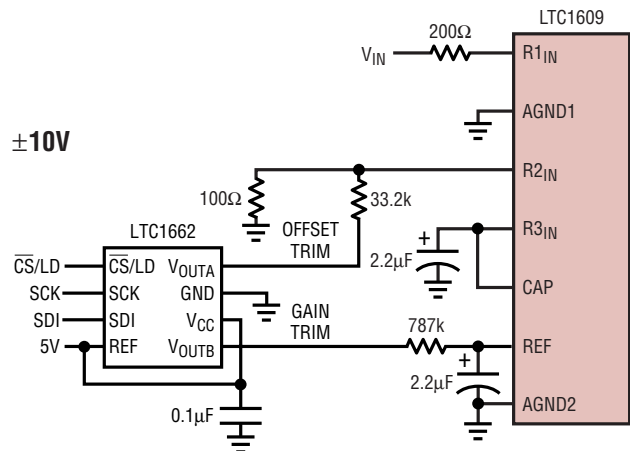 LTC1609
200Ω
V_IN
R1_IN
AGND1
±10V
R2_IN
100Ω
33.2k
LTC1662
OFFSET
TRIM
R3_IN
+
2.2µF
C̅S̅/LD
C̅S̅/LD
V_OUTA
CAP
SCK
SCK
GND
SDI
SDI
V_CC
GAIN
TRIM
787k
5V
REF
V_OUTB
REF
+
2.2µF
AGND2
0.1µF